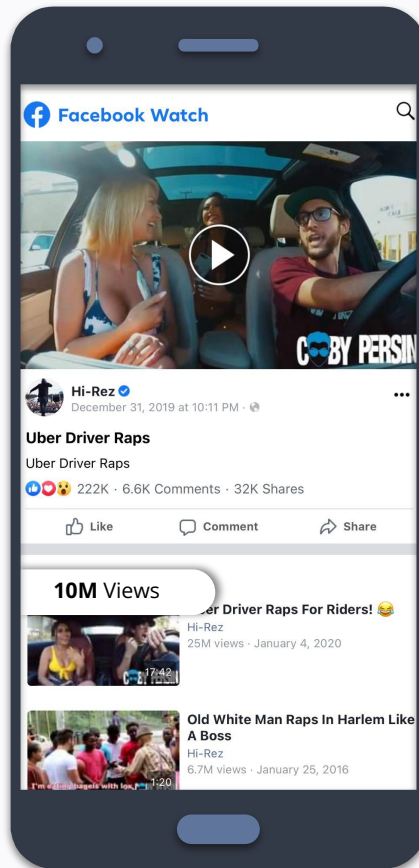 Facebook Watch
C BY PERSIN
Hi-Rez
December 31, 2019 at 10:11 PM ·
•••
Uber Driver Raps
Uber Driver Raps
222K · 6.6K Comments · 32K Shares
Like
Comment
Share
10M Views
er Driver Raps For Riders! 😂
Hi-Rez
25M views · January 4, 2020
17:42
Old White Man Raps In Harlem Like
A Boss
Hi-Rez
6.7M views · January 25, 2016
1:20